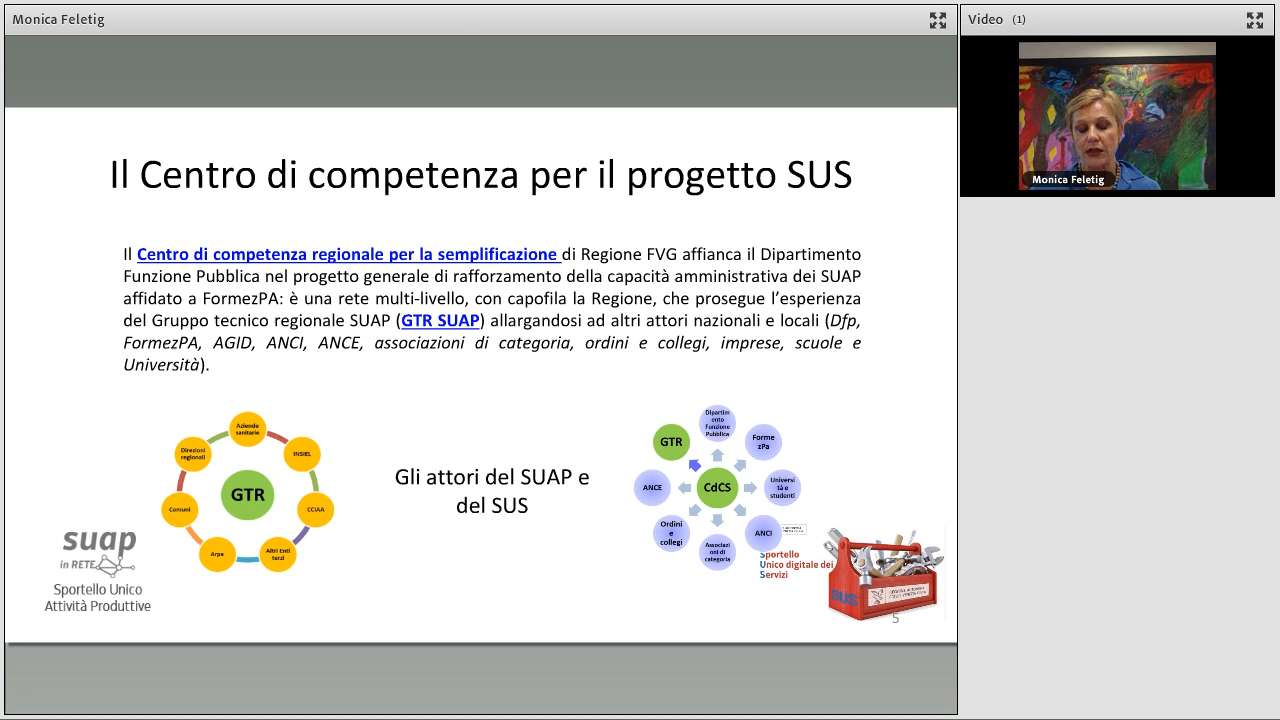 Monica Feletig
Video (1)
Monica Feletig
Il Centro di competenza per il progetto SUS
Il Centro di competenza regionale per la semplificazione di Regione FVG affianca il Dipartimento
Funzione Pubblica nel progetto generale di rafforzamento della capacità amministrativa dei SUAP
affidato a FormezPA: è una rete multi-livello, con capofila la Regione, che prosegue l’esperienza
del Gruppo tecnico regionale SUAP (GTR SUAP) allargandosi ad altri attori nazionali e locali (Dfp,
FormezPA, AGID, ANCI, ANCE, associazioni di categoria, ordini e collegi, imprese, scuole e
Università).
Aziende
sanitarie
INSIEL
CCIAA
Altri Enti
terzi
Arpa
Comuni
Direzioni
regionali
GTR
Gli attori del SUAP e
del SUS
Dipartim
ento
Funzione
Pubblica
Forme
zPa
Universi
tà e
studenti
ANCI
Associazi
oni di
categoria
Ordini
e
collegi
ANCE
GTR
CdCS
suap
in RETE
Sportello Unico
Attività Produttive
Sportello
Unico digitale dei
Servizi
SUS
5